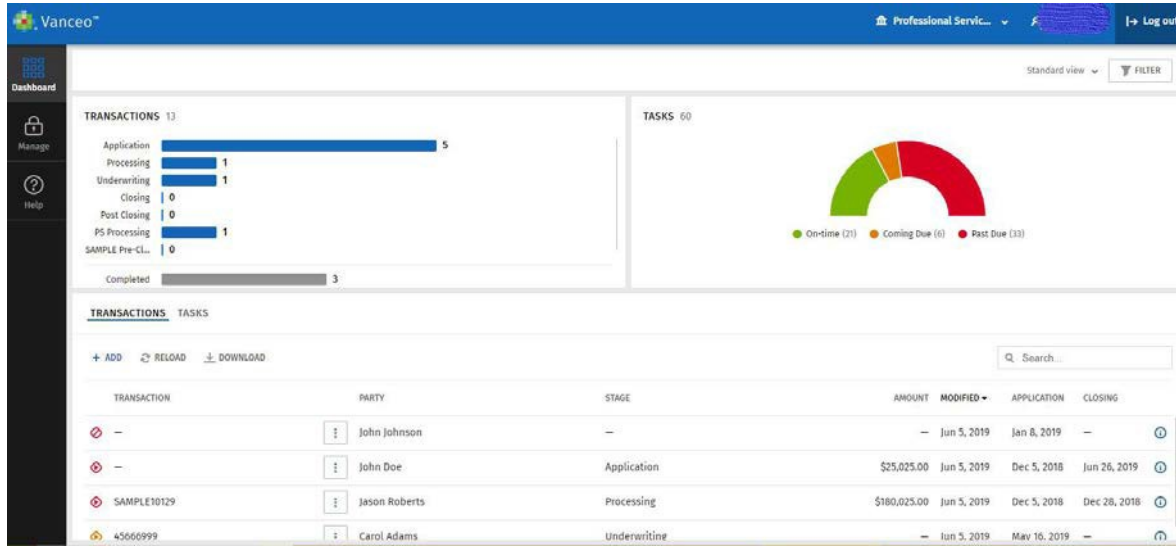 Vanceo™
Professional Servic...
Log out
Dashboard
Manage
Help
Standard view
FILTER
TRANSACTIONS 13
Application 5
Processing 1
Underwriting 1
Closing 0
Post Closing 0
PS Processing 1
SAMPLE Pre-Cl... 0
Completed 3
TASKS 60
On-time (21) Coming Due (6) Past Due (33)
TRANSACTIONS TASKS
+ ADD RELOAD DOWNLOAD
Search...
TRANSACTION PARTY STAGE AMOUNT MODIFIED APPLICATION CLOSING
— John Johnson — — Jun 5, 2019 Jan 8, 2019 —
— John Doe Application $25,025.00 Jun 5, 2019 Dec 5, 2018 Jun 26, 2019
SAMPLE10129 Jason Roberts Processing $180,025.00 Jun 5, 2019 Dec 5, 2018 Dec 28, 2018
45666999 Carol Adams Underwriting — Jun 5, 2019 May 16, 2019 —